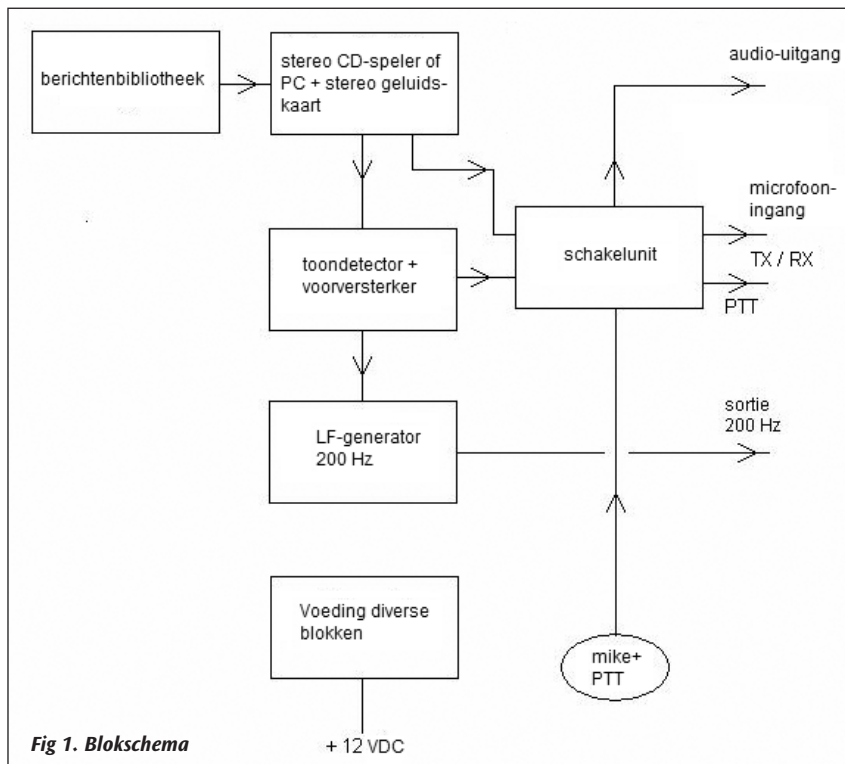 berichtenbibliotheek
stereo CD-speler of
PC + stereo geluids-
kaart
audio-uitgang
microfoon-
ingang
TX / RX
PTT
schakelunit
toondetector +
voorversterker
LF-generator
200 Hz
sortie
200 Hz
Voeding diverse
blokken
mike+
PTT
+ 12 VDC
Fig 1. Blokschema